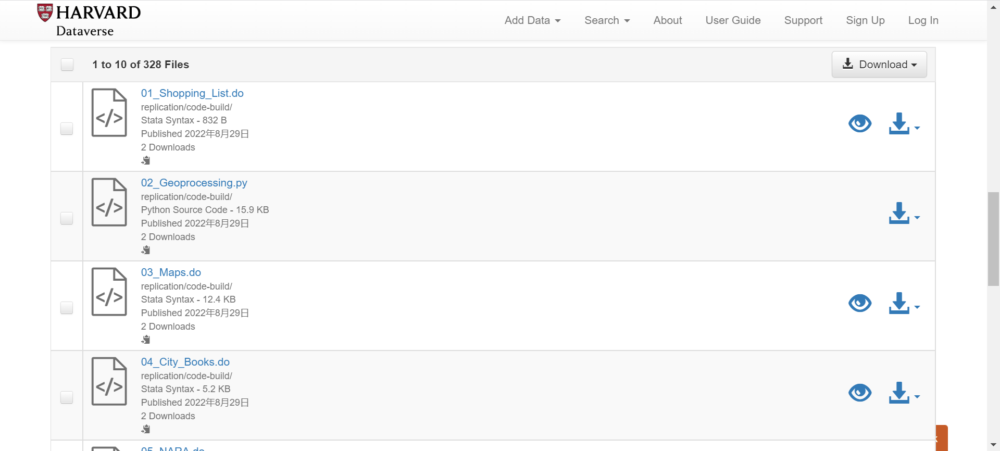 HARVARD
Dataverse
Add Data
Search
About
User Guide
Support
Sign Up
Log In
1 to 10 of 328 Files
Download
01_Shopping_List.do
replication/code-build/
Stata Syntax - 832 B
Published 2022年8月29日
2 Downloads
02_Geoprocessing.py
replication/code-build/
Python Source Code - 15.9 KB
Published 2022年8月29日
2 Downloads
03_Maps.do
replication/code-build/
Stata Syntax - 12.4 KB
Published 2022年8月29日
2 Downloads
04_City_Books.do
replication/code-build/
Stata Syntax - 5.2 KB
Published 2022年8月29日
2 Downloads
05_NARA.do